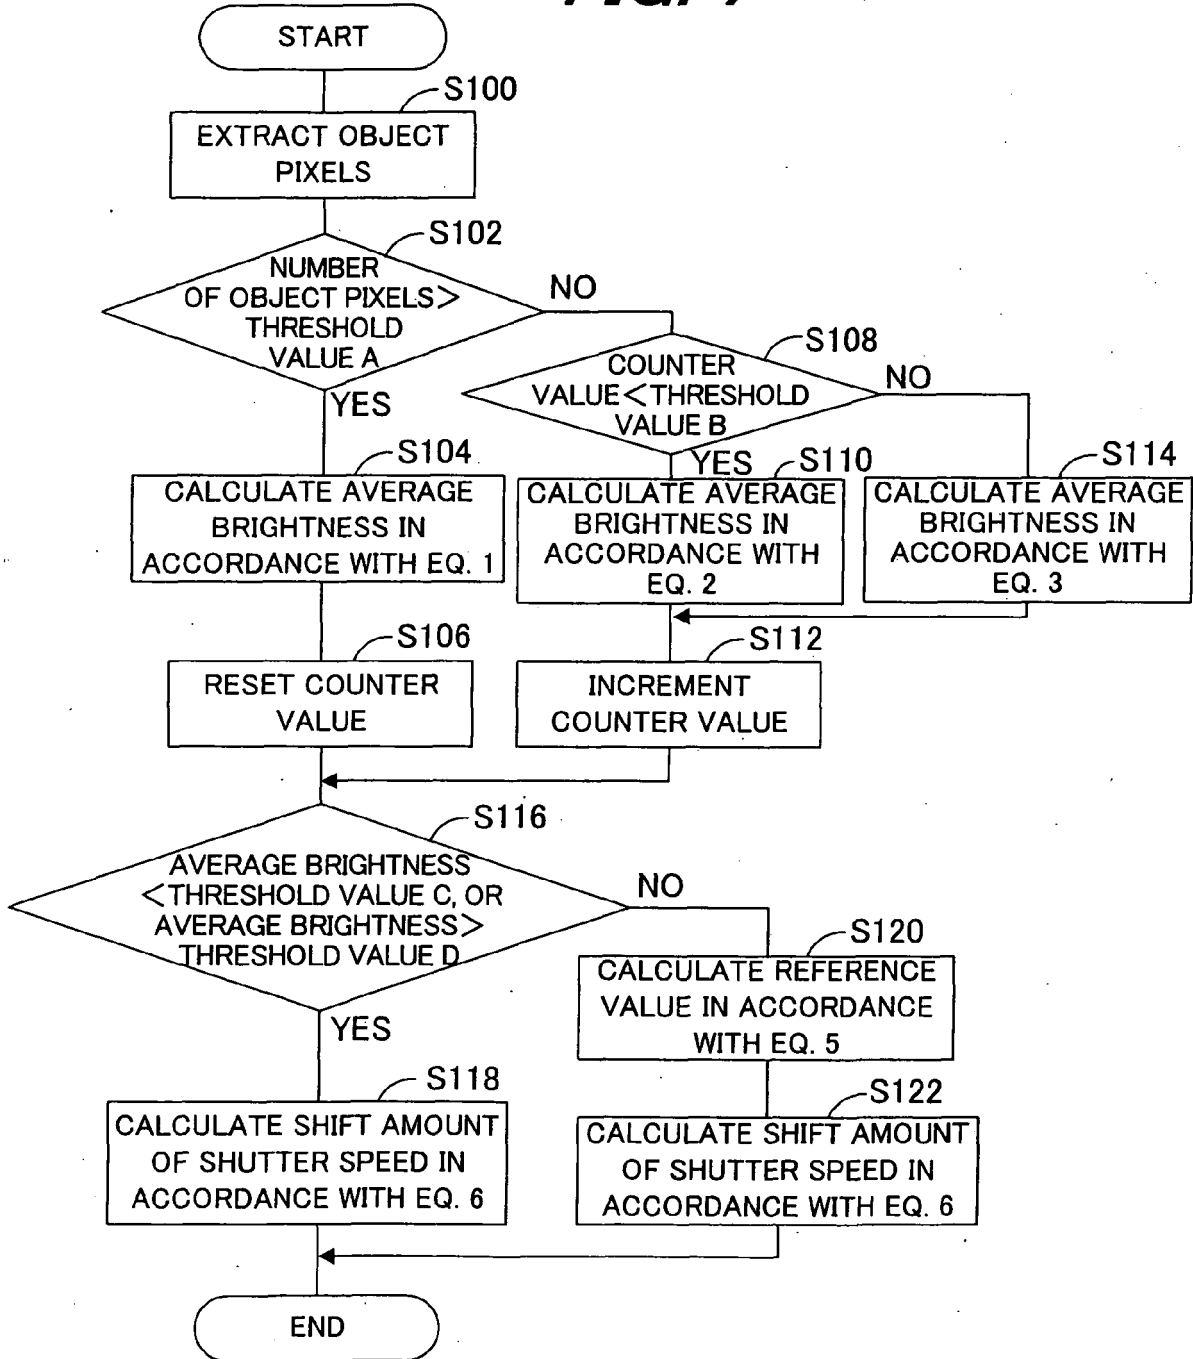 START
S100
EXTRACT OBJECT
PIXELS
S102
NUMBER
OF OBJECT PIXELS>
THRESHOLD
VALUE A
NO
YES
S108
COUNTER
VALUE<THRESHOLD
VALUE B
NO
YES
S104
CALCULATE AVERAGE
BRIGHTNESS IN
ACCORDANCE WITH EQ. 1
S110
CALCULATE AVERAGE
BRIGHTNESS IN
ACCORDANCE WITH
EQ. 2
S114
CALCULATE AVERAGE
BRIGHTNESS IN
ACCORDANCE WITH
EQ. 3
S106
RESET COUNTER
VALUE
S112
INCREMENT
COUNTER VALUE
S116
AVERAGE BRIGHTNESS
<THRESHOLD VALUE C, OR
AVERAGE BRIGHTNESS>
THRESHOLD VALUE D
NO
YES
S120
CALCULATE REFERENCE
VALUE IN ACCORDANCE
WITH EQ. 5
S118
CALCULATE SHIFT AMOUNT
OF SHUTTER SPEED IN
ACCORDANCE WITH EQ. 6
S122
CALCULATE SHIFT AMOUNT
OF SHUTTER SPEED IN
ACCORDANCE WITH EQ. 6
END